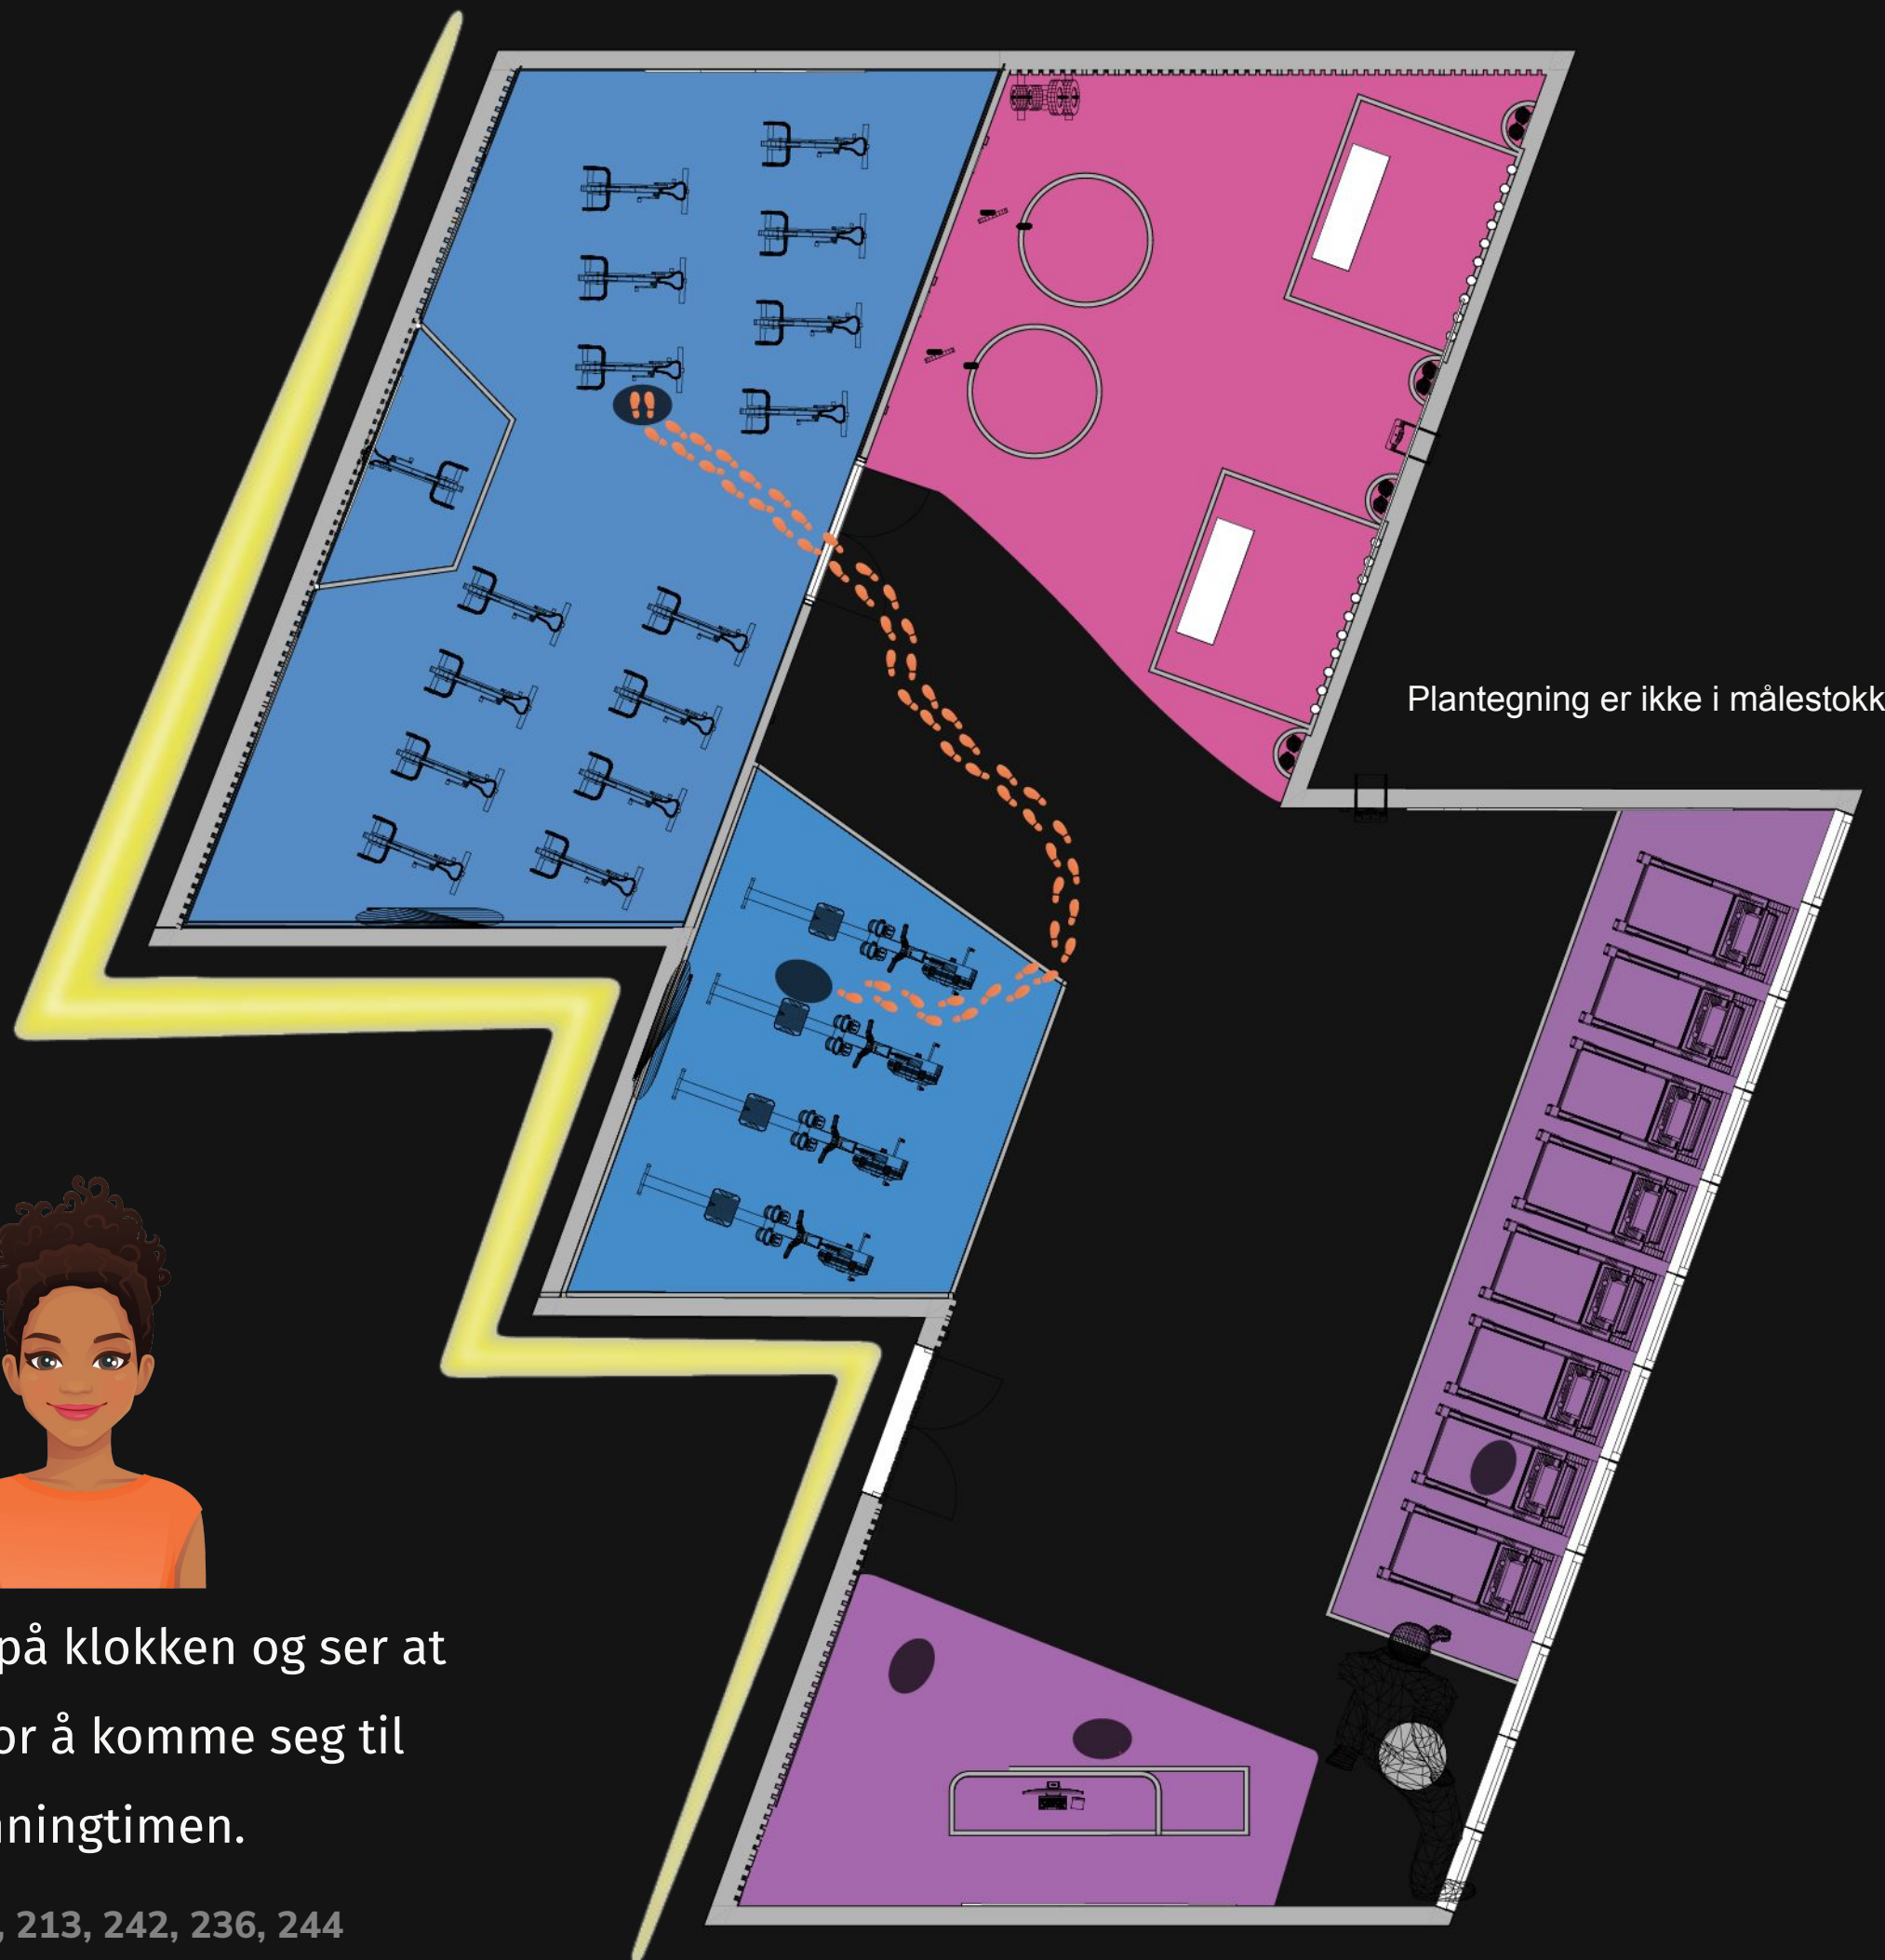 Plantegning er ikke i målestokk
på klokken og ser at
or å komme seg til
ningtimen.
, 213, 242, 236, 244